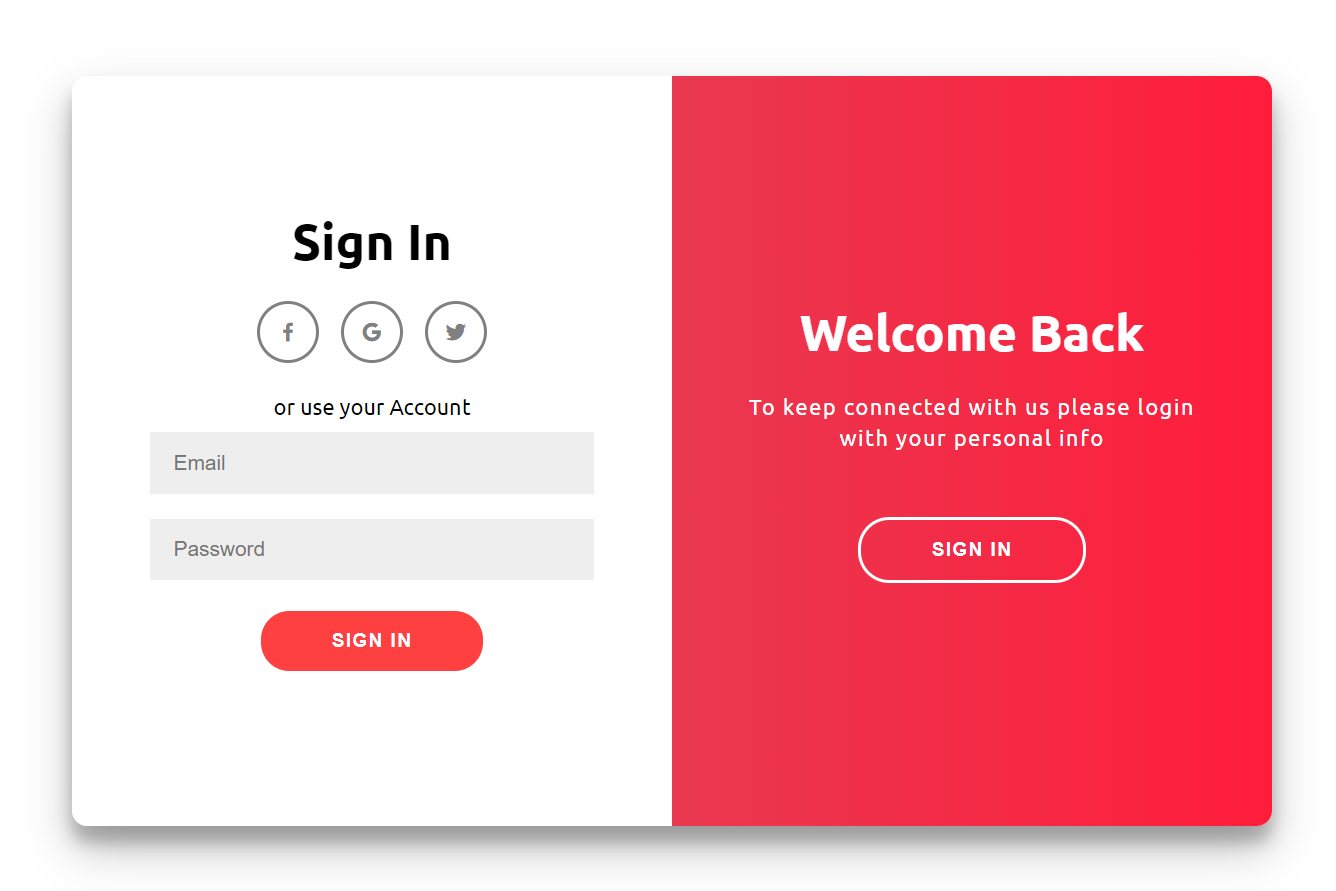 Sign In
or use your Account
Email
Password
SIGN IN
Welcome Back
To keep connected with us please login
with your personal info
SIGN IN